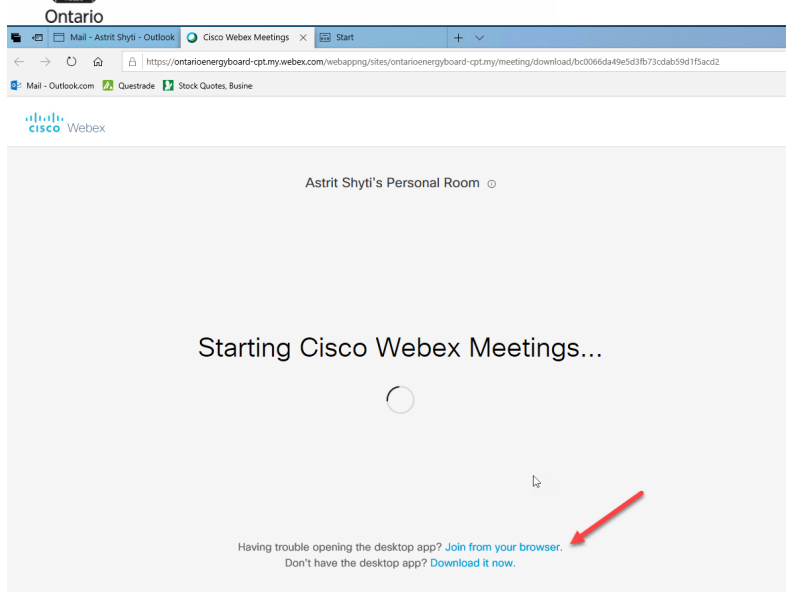 Ontario
Mail - Astrit Shyti - Outlook Cisco Webex Meetings Start
https://ontarioenergyboard-cpt.my.webex.com/webappng/sites/ontarioenergyboard-cpt.my/meeting/download/bc0066da49e5d3fb73cdab59d1f5acd2
Mail - Outlook.com Questrade Stock Quotes, Busine
CISCO Webex
Astrit Shyti's Personal Room
Starting Cisco Webex Meetings...
Having trouble opening the desktop app? Join from your browser.
Don't have the desktop app? Download it now.